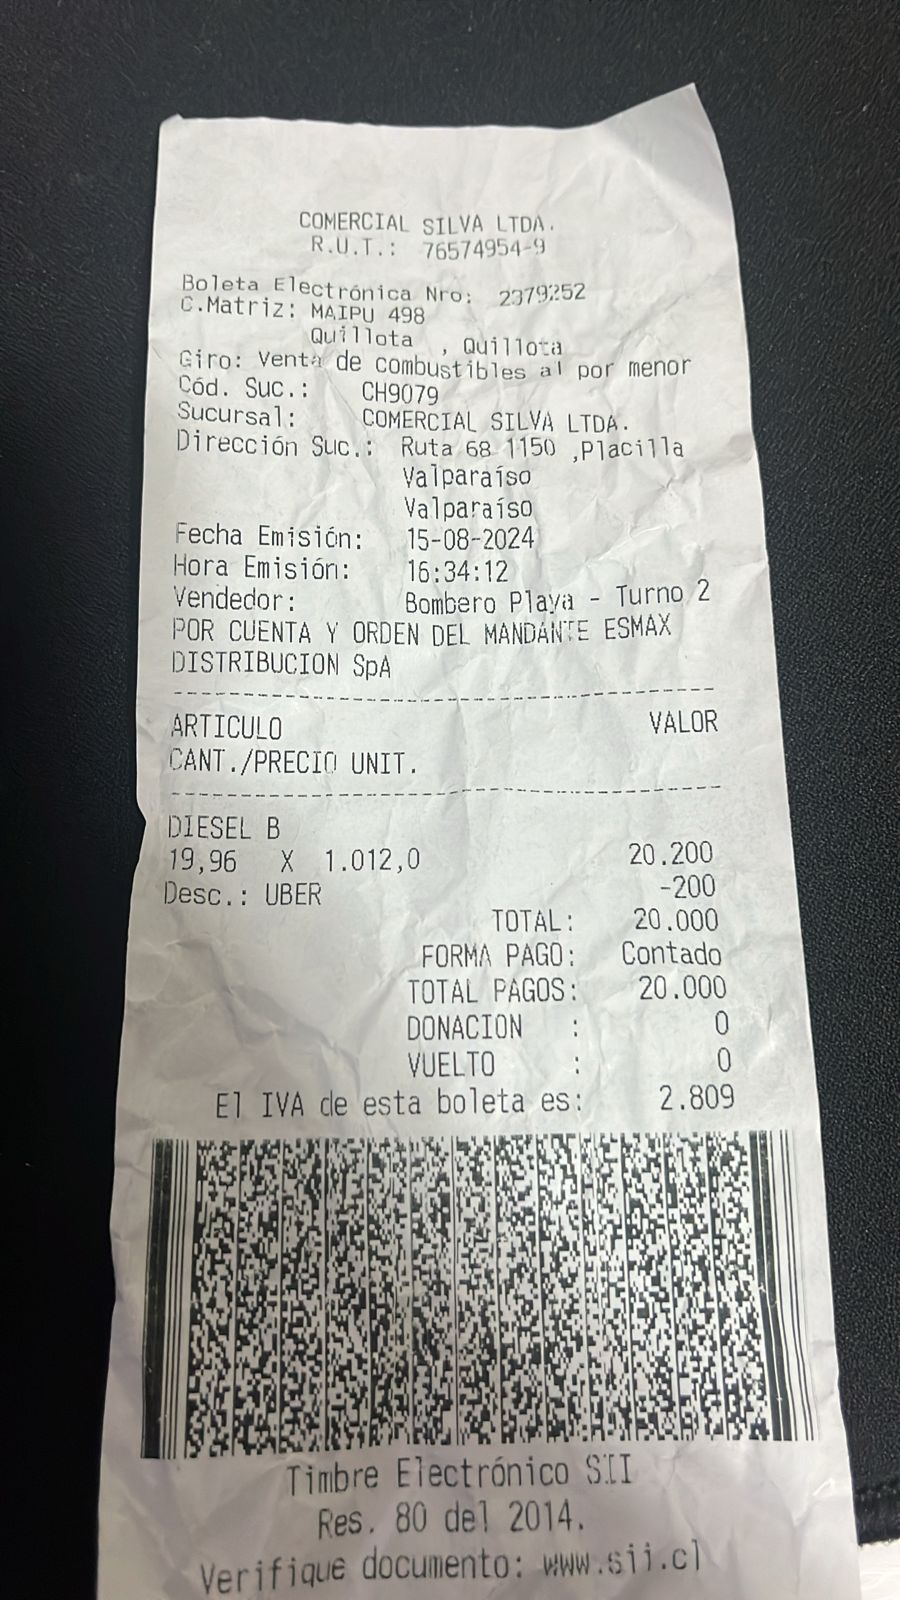 COMERCIAL SILVA LTDA.
R.U.T.: 76574954-9
Boleta Electrónica Nro: 2379252
C.Matriz: MAIPU 498
Quillota , Quillota
Giro: Venta de combustibles al por menor
Cód. Suc.: CH9079
Sucursal: COMERCIAL SILVA LTDA.
Dirección Suc.: Ruta 68 1150 ,Placilla
Valparaíso
Valparaíso
Fecha Emisión: 15-08-2024
Hora Emisión: 16:34:12
Vendedor: Bombero Playa - Turno 2
POR CUENTA Y ORDEN DEL MANDANTE ESMAX
DISTRIBUCION SpA
ARTICULO VALOR
CANT./PRECIO UNIT.
DIESEL B
19,96 X 1.012,0 20.200
Desc.: UBER -200
TOTAL: 20.000
FORMA PAGO: Contado
TOTAL PAGOS: 20.000
DONACION : 0
VUELTO : 0
El IVA de esta boleta es: 2.809
Timbre Electrónico SII
Res. 80 del 2014.
Verifique documento: www.sii.cl